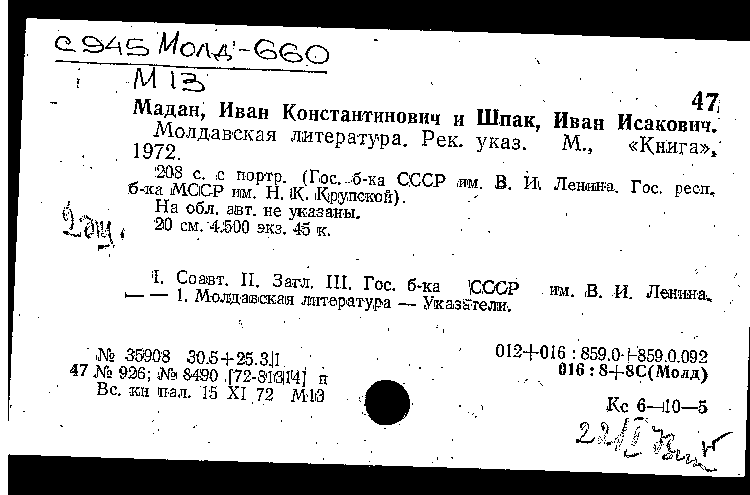 С945 Молд-660
М13
47
Мадан, Иван Константинович и Шпак, Иван Исакович.
Молдавская литература. Рек. указ. М., «Книга»,
1972.
208 с. с портр. (Гос. б-ка СССР им. В. И. Ленина. Гос. респ.
б-ка МССР им. Н. К. Крупской).
На обл. авт. не указаны.
20 см. 4.500 экз. 45 к.
I. Соавт. II. Загл. III. Гос. б-ка СССР им. В. И. Ленина.
— — 1. Молдавская литература — Указатели.
№ 35908 30.5+25.3я1
012+016 : 859.0+859.0.092
47 № 926; № 8490 [72-81314] п
016 : 8+8С(Молд)
Вс. кн пал. 15 XI 72 М13
Кс 6—10—5
22/I